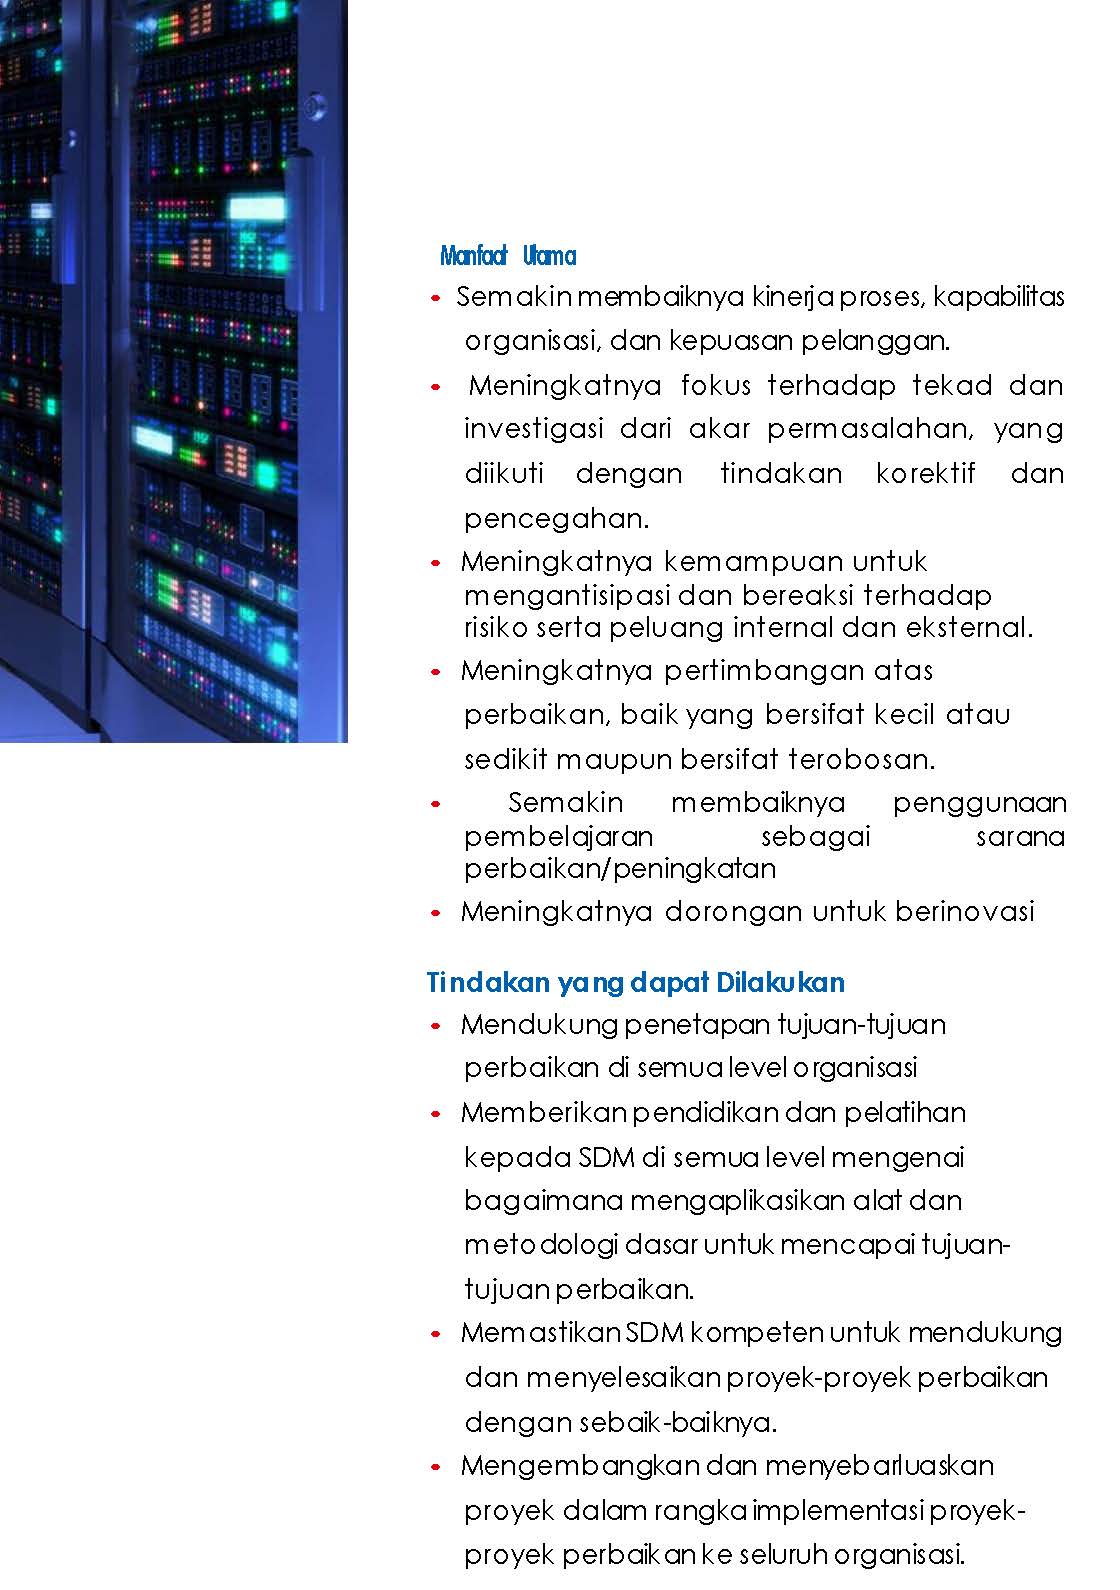 Manfaat Utama
• Semakin membaiknya kinerja proses, kapabilitas
organisasi, dan kepuasan pelanggan.
• Meningkatnya fokus terhadap tekad dan
investigasi dari akar permasalahan, yang
diikuti dengan tindakan korektif dan
pencegahan.
• Meningkatnya kemampuan untuk
mengantisipasi dan bereaksi terhadap
risiko serta peluang internal dan eksternal.
• Meningkatnya pertimbangan atas
perbaikan, baik yang bersifat kecil atau
sedikit maupun bersifat terobosan.
• Semakin membaiknya penggunaan
pembelajaran sebagai sarana
perbaikan/peningkatan
• Meningkatnya dorongan untuk berinovasi
Tindakan yang dapat Dilakukan
• Mendukung penetapan tujuan-tujuan
perbaikan di semua level organisasi
• Memberikan pendidikan dan pelatihan
kepada SDM di semua level mengenai
bagaimana mengaplikasikan alat dan
metodologi dasar untuk mencapai tujuan-
tujuan perbaikan.
• Memastikan SDM kompeten untuk mendukung
dan menyelesaikan proyek-proyek perbaikan
dengan sebaik-baiknya.
• Mengembangkan dan menyebarluaskan
proyek dalam rangka implementasi proyek-
proyek perbaikan ke seluruh organisasi.